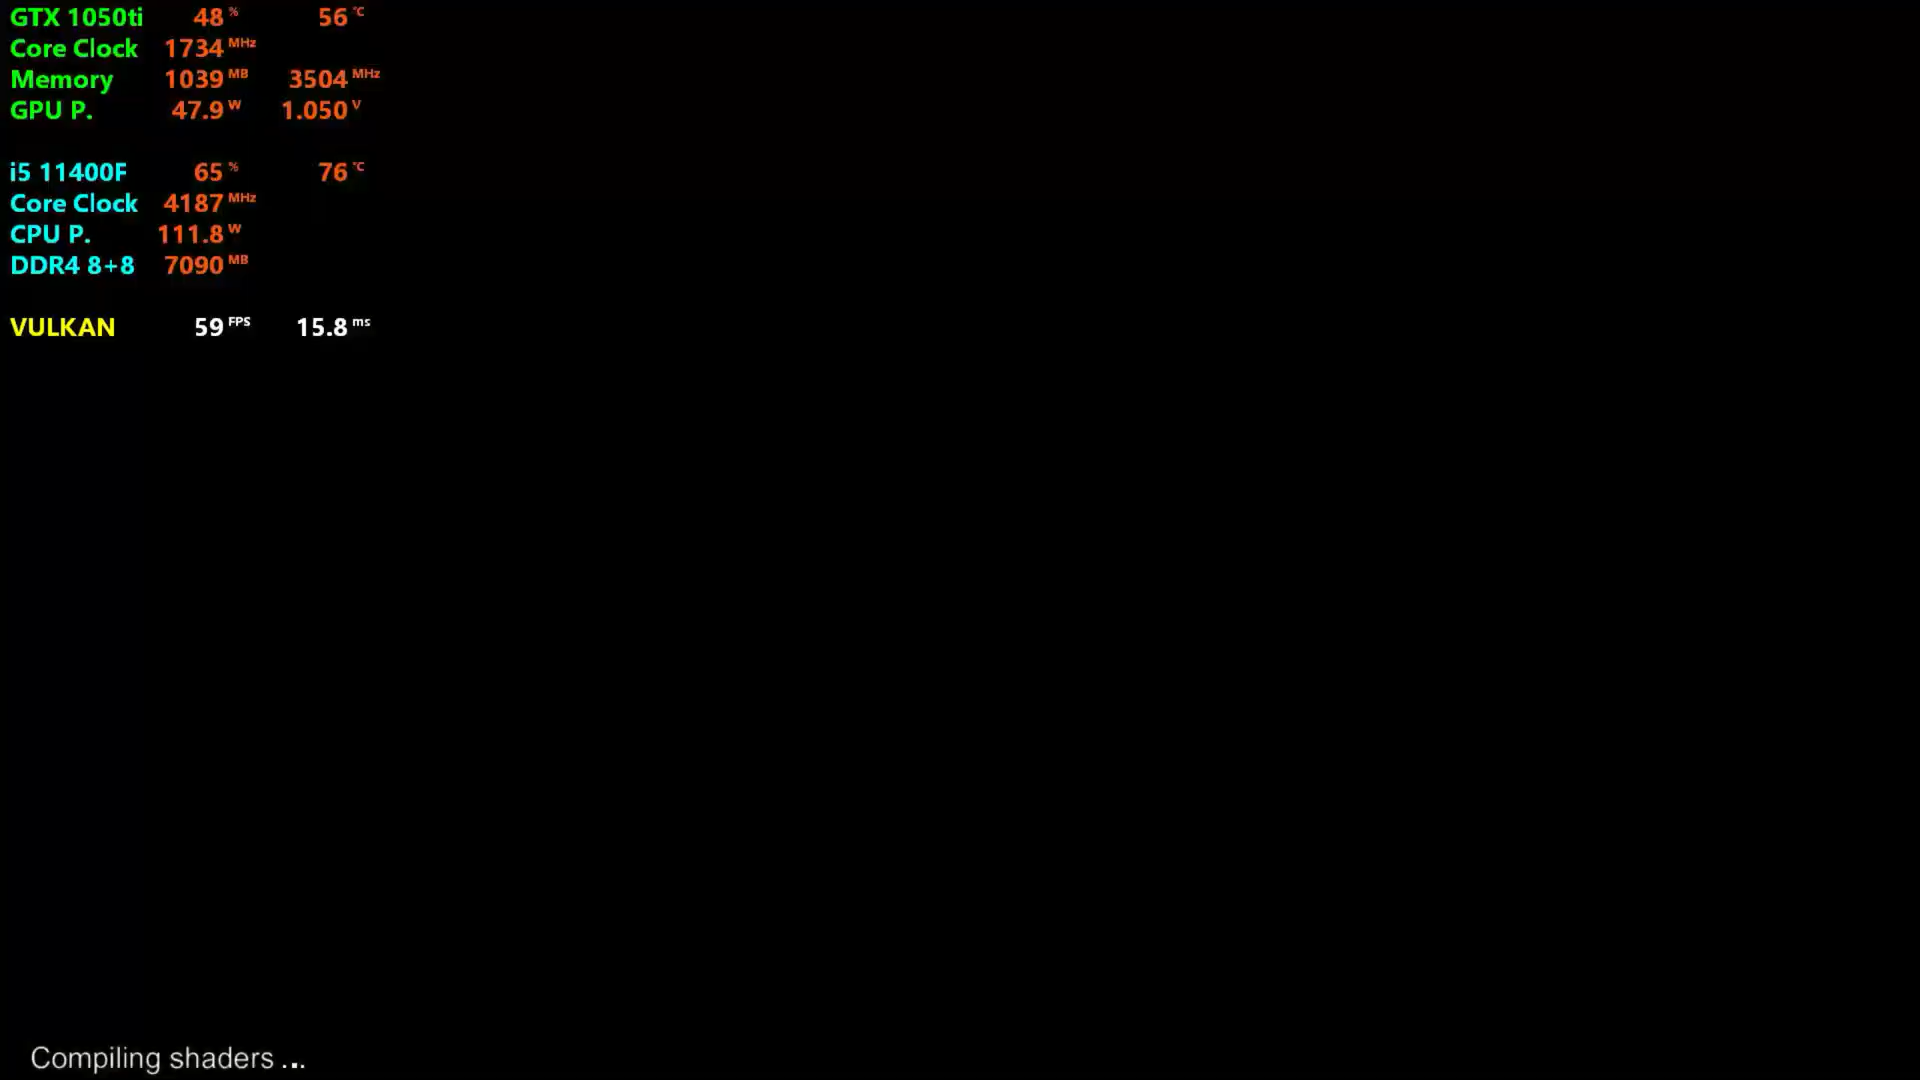 GTX 1050ti 48 % 56 °C
Core Clock 1734 MHz
Memory 1039 MB 3504 MHz
GPU P. 47.9 W 1.050 V
i5 11400F 65 % 76 °C
Core Clock 4187 MHz
CPU P. 111.8 W
DDR4 8+8 7090 MB
VULKAN 59 FPS 15.8 ms
Compiling shaders ...